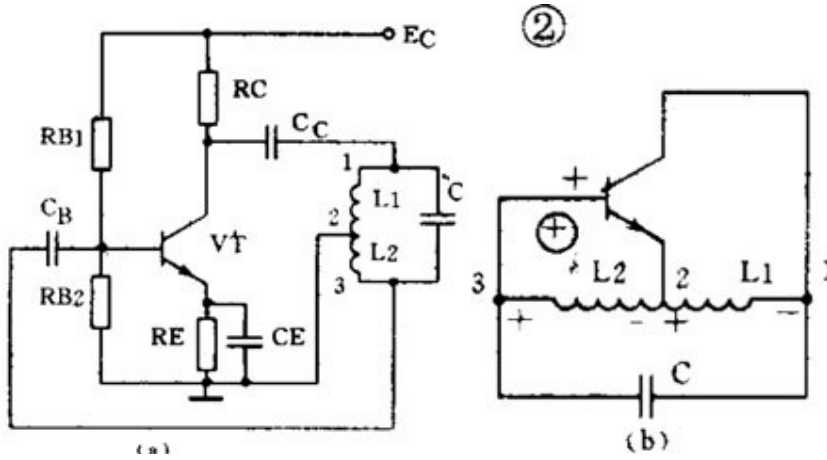 ②
EC
RC
CC
RB1
1
C
L1
CB
2
VT
L2
3
RB2
RE
CE
(a)
+
+
3
L2
2
L1
1
+
-
+
-
C
(b)